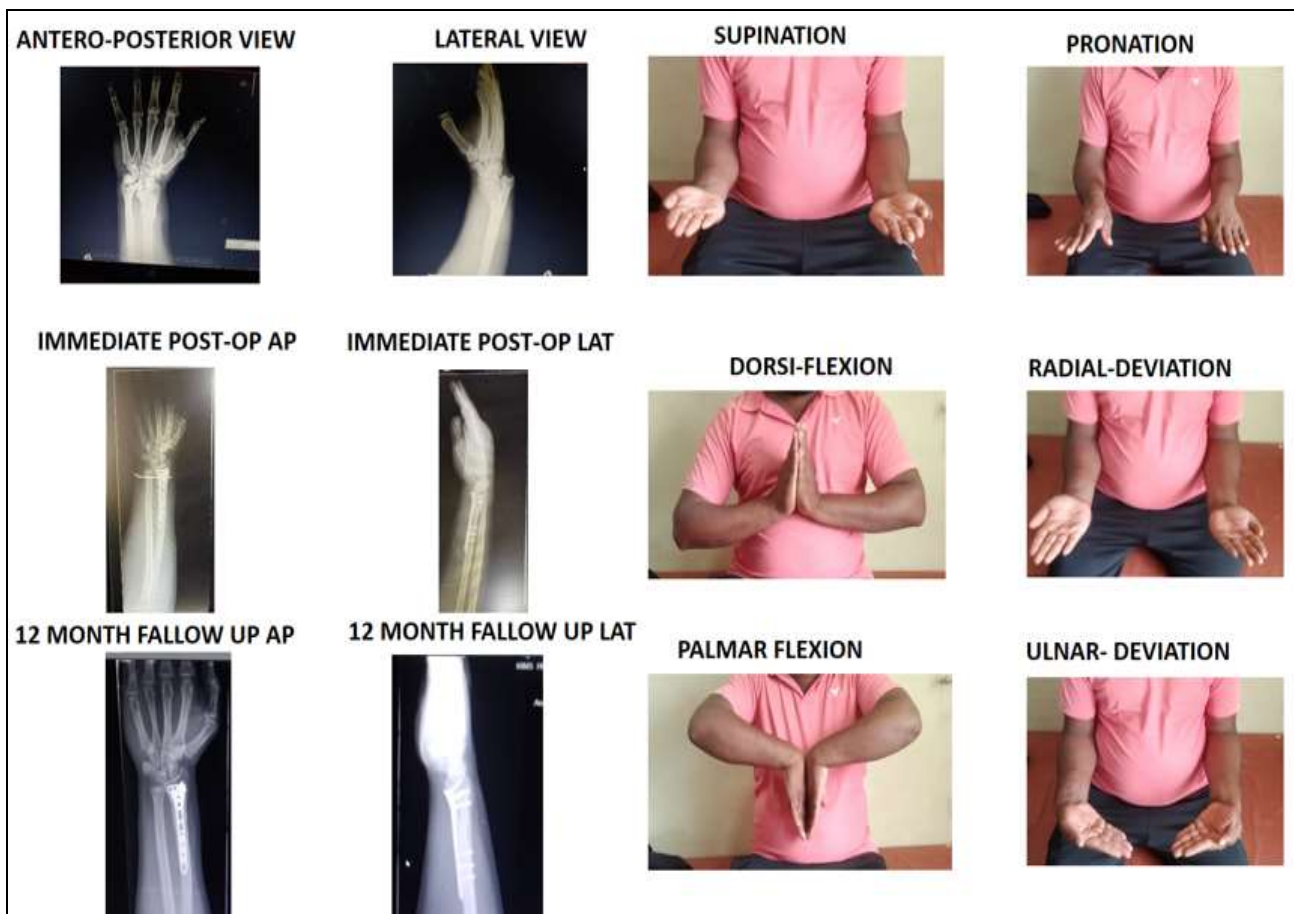 ANTERO-POSTERIOR VIEW
LATERAL VIEW
SUPINATION
PRONATION
IMMEDIATE POST-OP AP
IMMEDIATE POST-OP LAT
DORSI-FLEXION
RADIAL-DEVIATION
12 MONTH FALLOW UP AP
12 MONTH FALLOW UP LAT
PALMAR FLEXION
ULNAR- DEVIATION